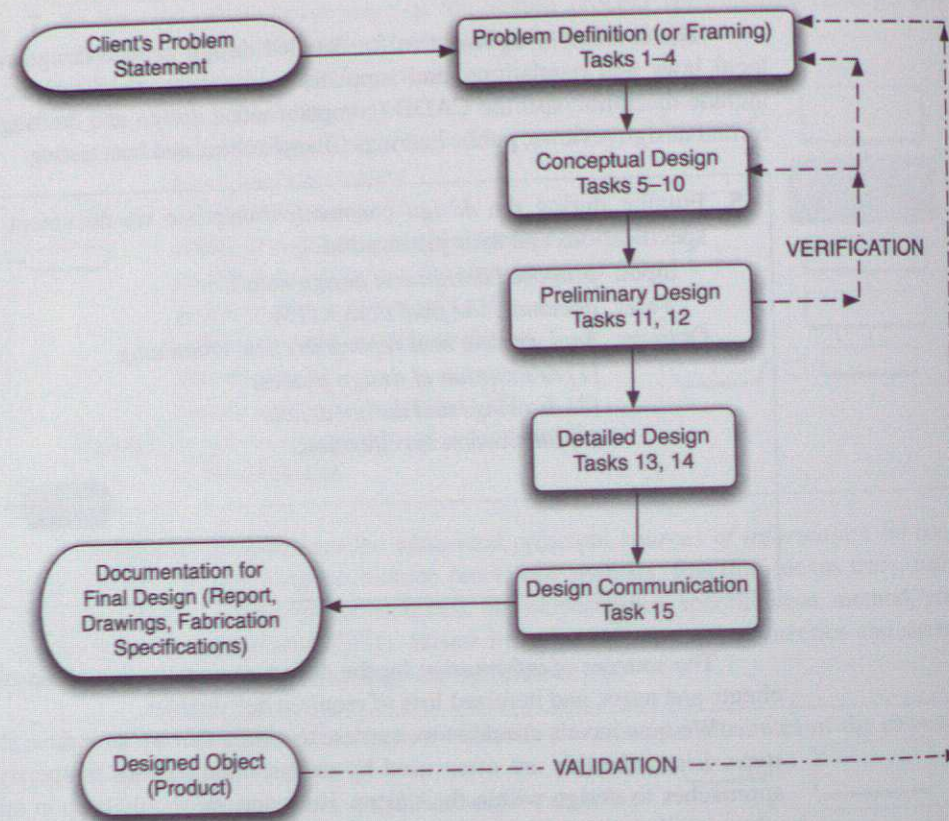 Client's Problem
Statement
Problem Definition (or Framing)
Tasks 1–4
Conceptual Design
Tasks 5–10
VERIFICATION
Preliminary Design
Tasks 11, 12
Detailed Design
Tasks 13, 14
Documentation for
Final Design (Report,
Drawings, Fabrication
Specifications)
Design Communication
Task 15
Designed Object
(Product)
VALIDATION